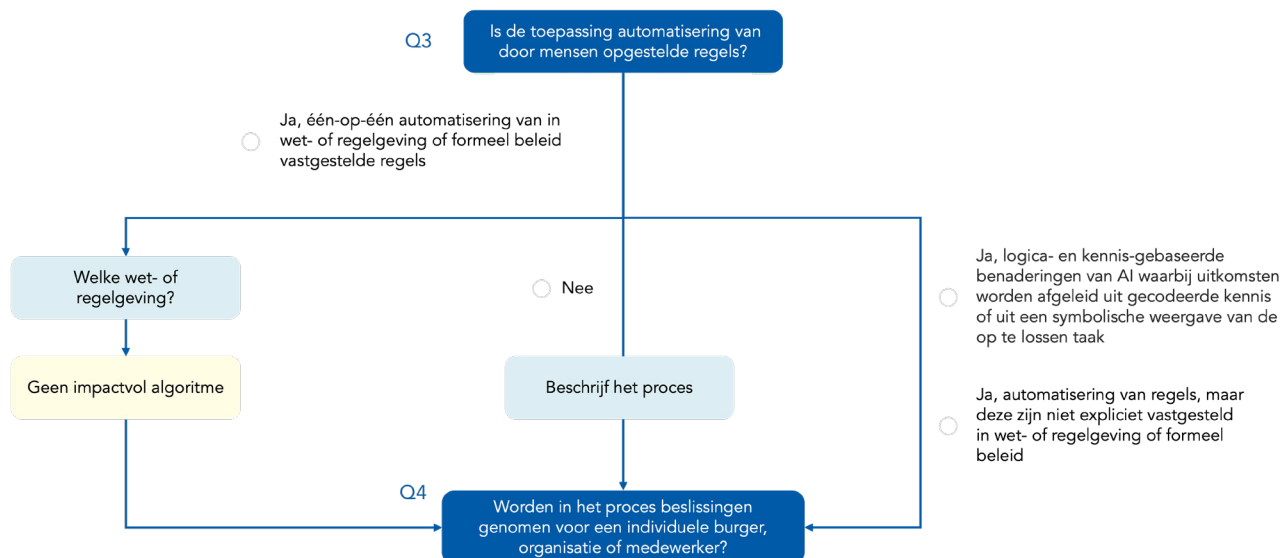 Q3
Is de toepassing automatisering van
door mensen opgestelde regels?
Ja, één-op-één automatisering van in
wet- of regelgeving of formeel beleid
vastgestelde regels
Welke wet- of
regelgeving?
Nee
Ja, logica- en kennis-gebaseerde
benaderingen van AI waarbij uitkomsten
worden afgeleid uit gecodeerde kennis
of uit een symbolische weergave van de
op te lossen taak
Geen impactvol algoritme
Beschrijf het proces
Ja, automatisering van regels, maar
deze zijn niet expliciet vastgesteld
in wet- of regelgeving of formeel
beleid
Q4
Worden in het proces beslissingen
genomen voor een individuele burger,
organisatie of medewerker?